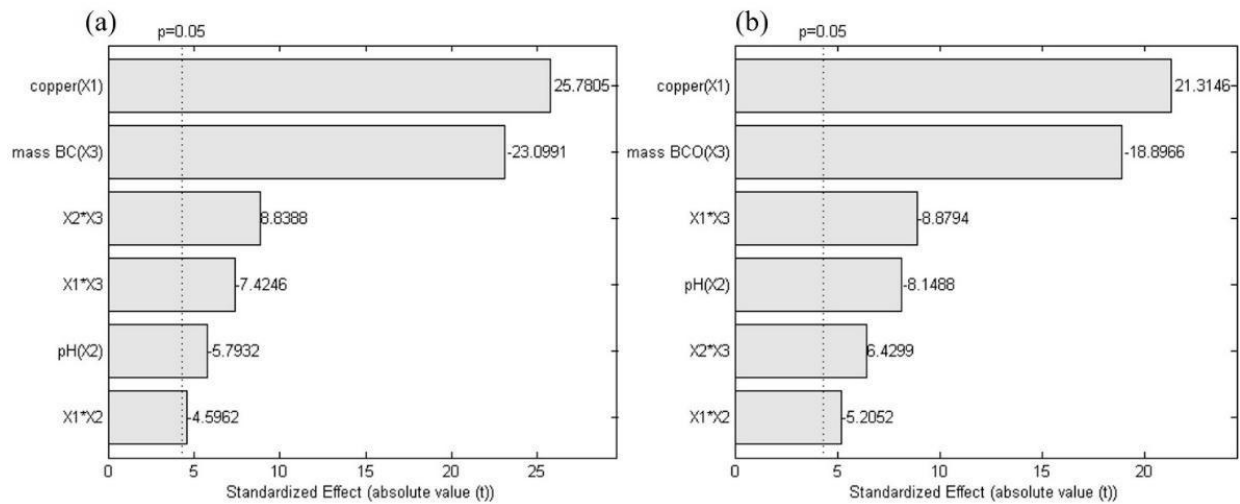 (a)
p=0.05
copper(X1)
25.7805
mass BC(X3)
-23.0991
X2*X3
8.8388
X1*X3
-7.4246
pH(X2)
-5.7932
X1*X2
-4.5962
0 5 10 15 20 25
Standardized Effect (absolute value (t))
(b)
p=0.05
copper(X1)
21.3146
mass BCO(X3)
-18.8966
X1*X3
-8.8794
pH(X2)
-8.1488
X2*X3
6.4299
X1*X2
-5.2052
0 5 10 15 20
Standardized Effect (absolute value (t))